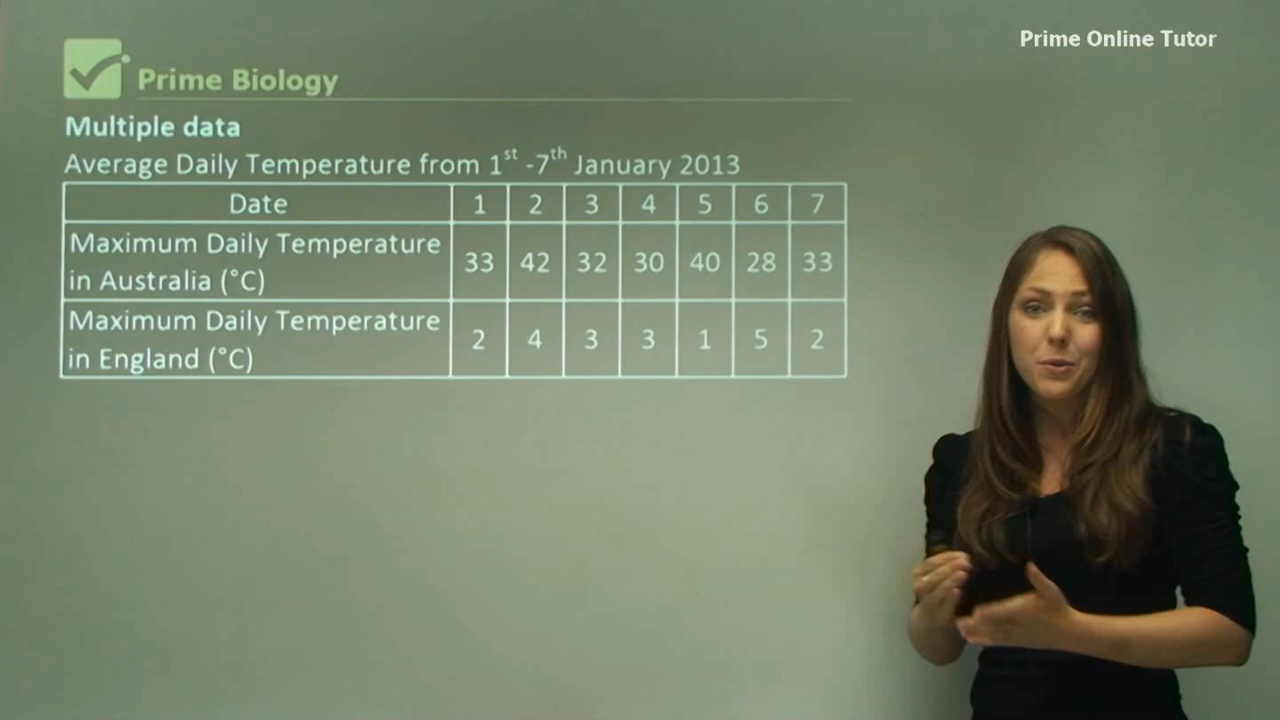 Prime Online Tutor
Prime Biology
Multiple data
Average Daily Temperature from 1st -7th January 2013
Date 1 2 3 4 5 6 7
Maximum Daily Temperature
in Australia (°C) 33 42 32 30 40 28 33
Maximum Daily Temperature
in England (°C) 2 4 3 3 1 5 2